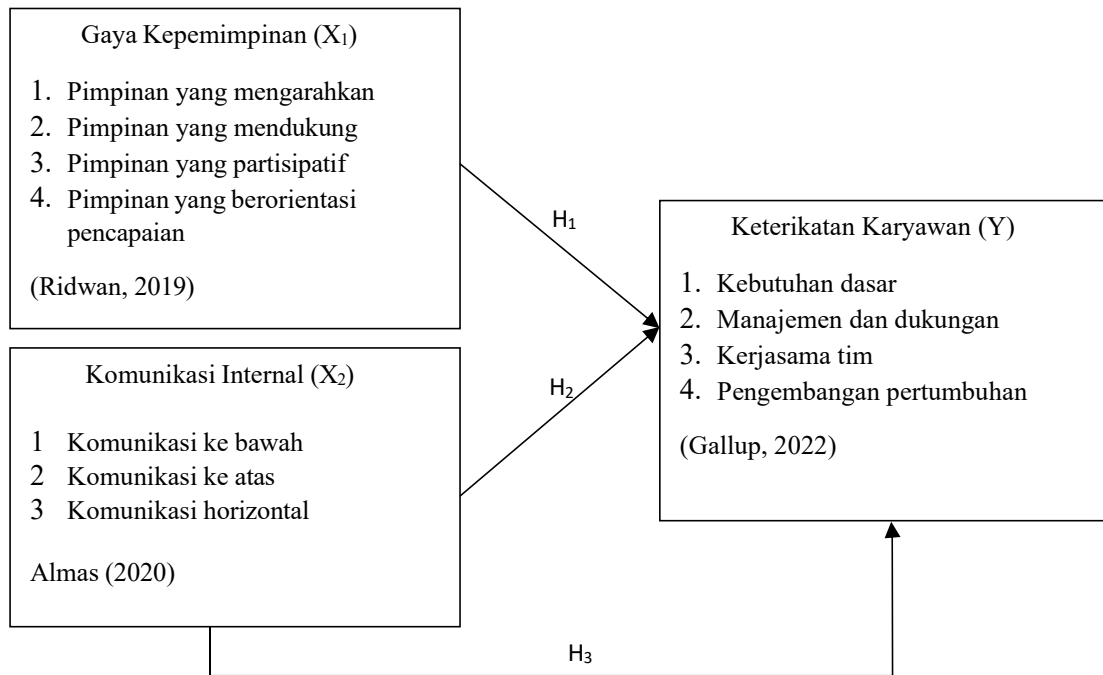 Gaya Kepemimpinan (X₁)
1. Pimpinan yang mengarahkan
2. Pimpinan yang mendukung
3. Pimpinan yang partisipatif
4. Pimpinan yang berorientasi
pencapaian
(Ridwan, 2019)
Komunikasi Internal (X₂)
1 Komunikasi ke bawah
2 Komunikasi ke atas
3 Komunikasi horizontal
Almas (2020)
H₁
H₂
H₃
Keterikatan Karyawan (Y)
1. Kebutuhan dasar
2. Manajemen dan dukungan
3. Kerjasama tim
4. Pengembangan pertumbuhan
(Gallup, 2022)